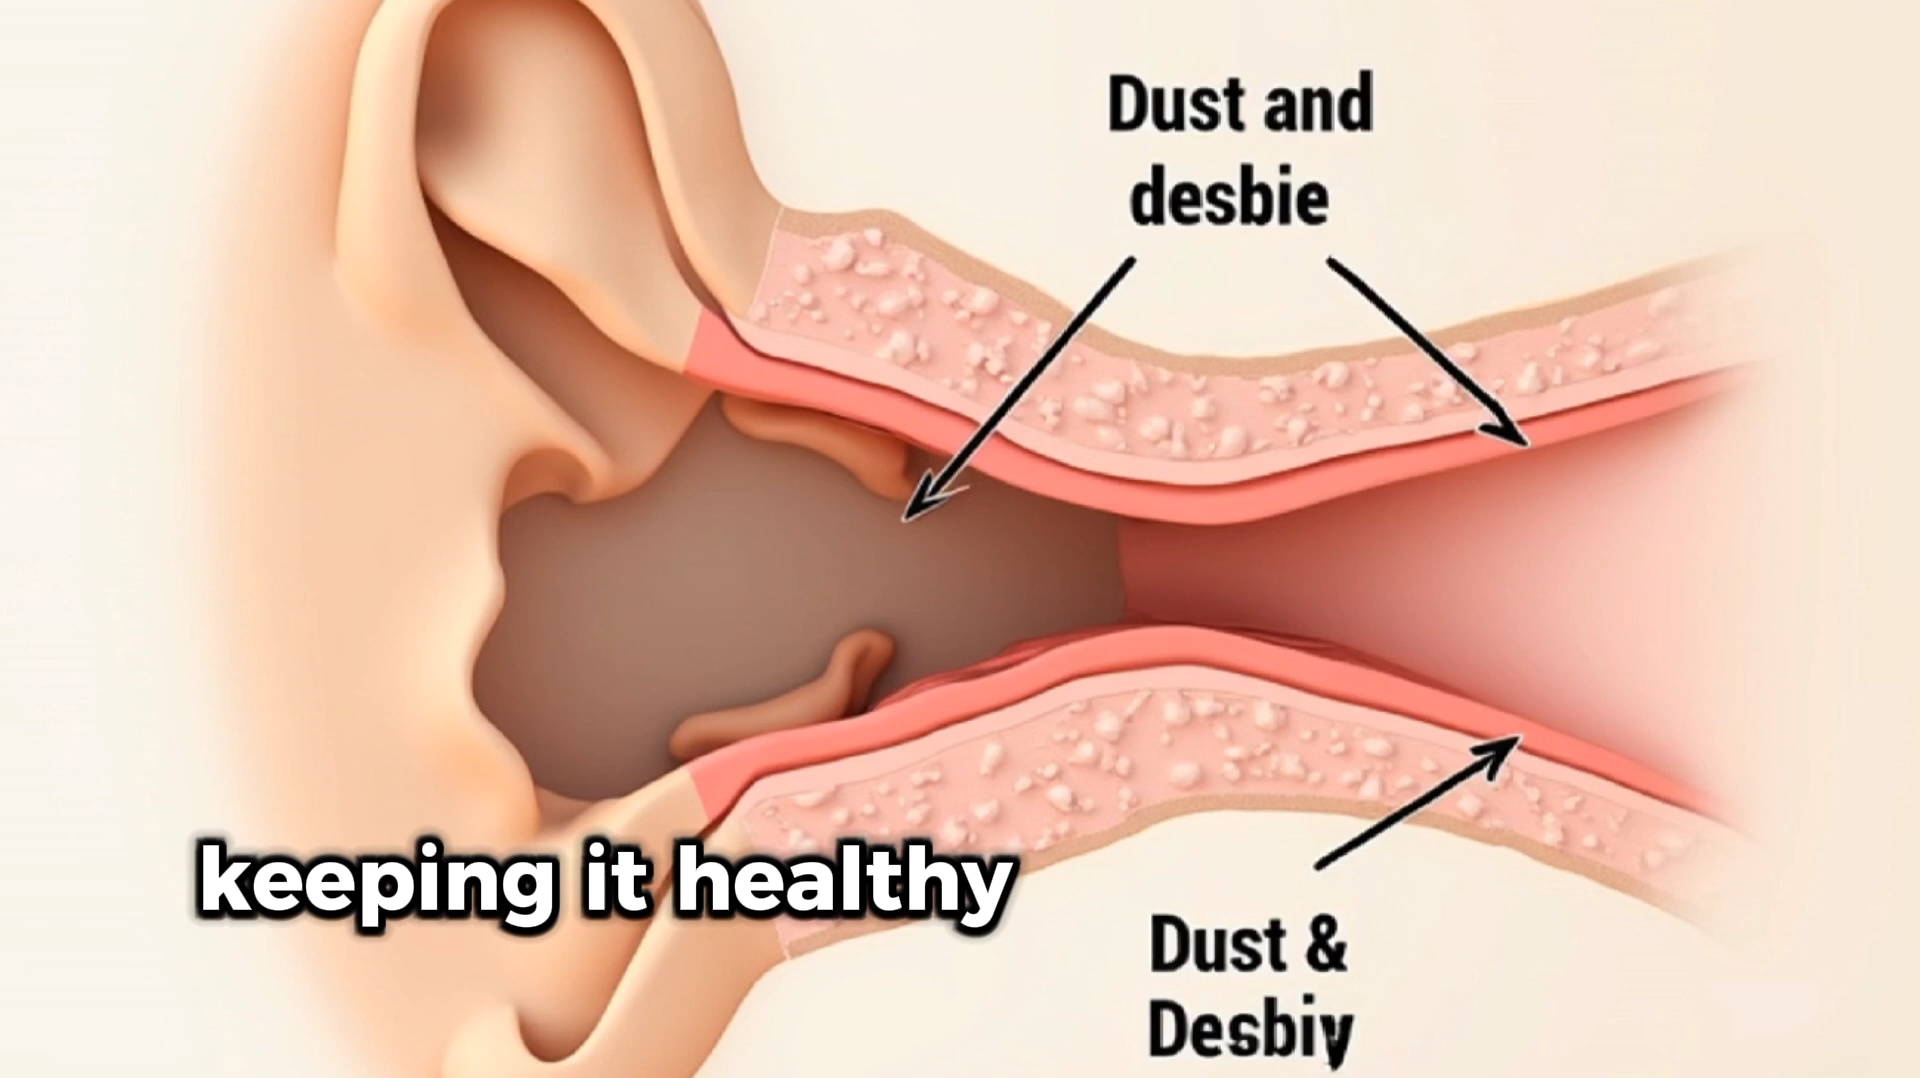 Dust and
desbie
keeping it healthy
Dust &
Desbiy